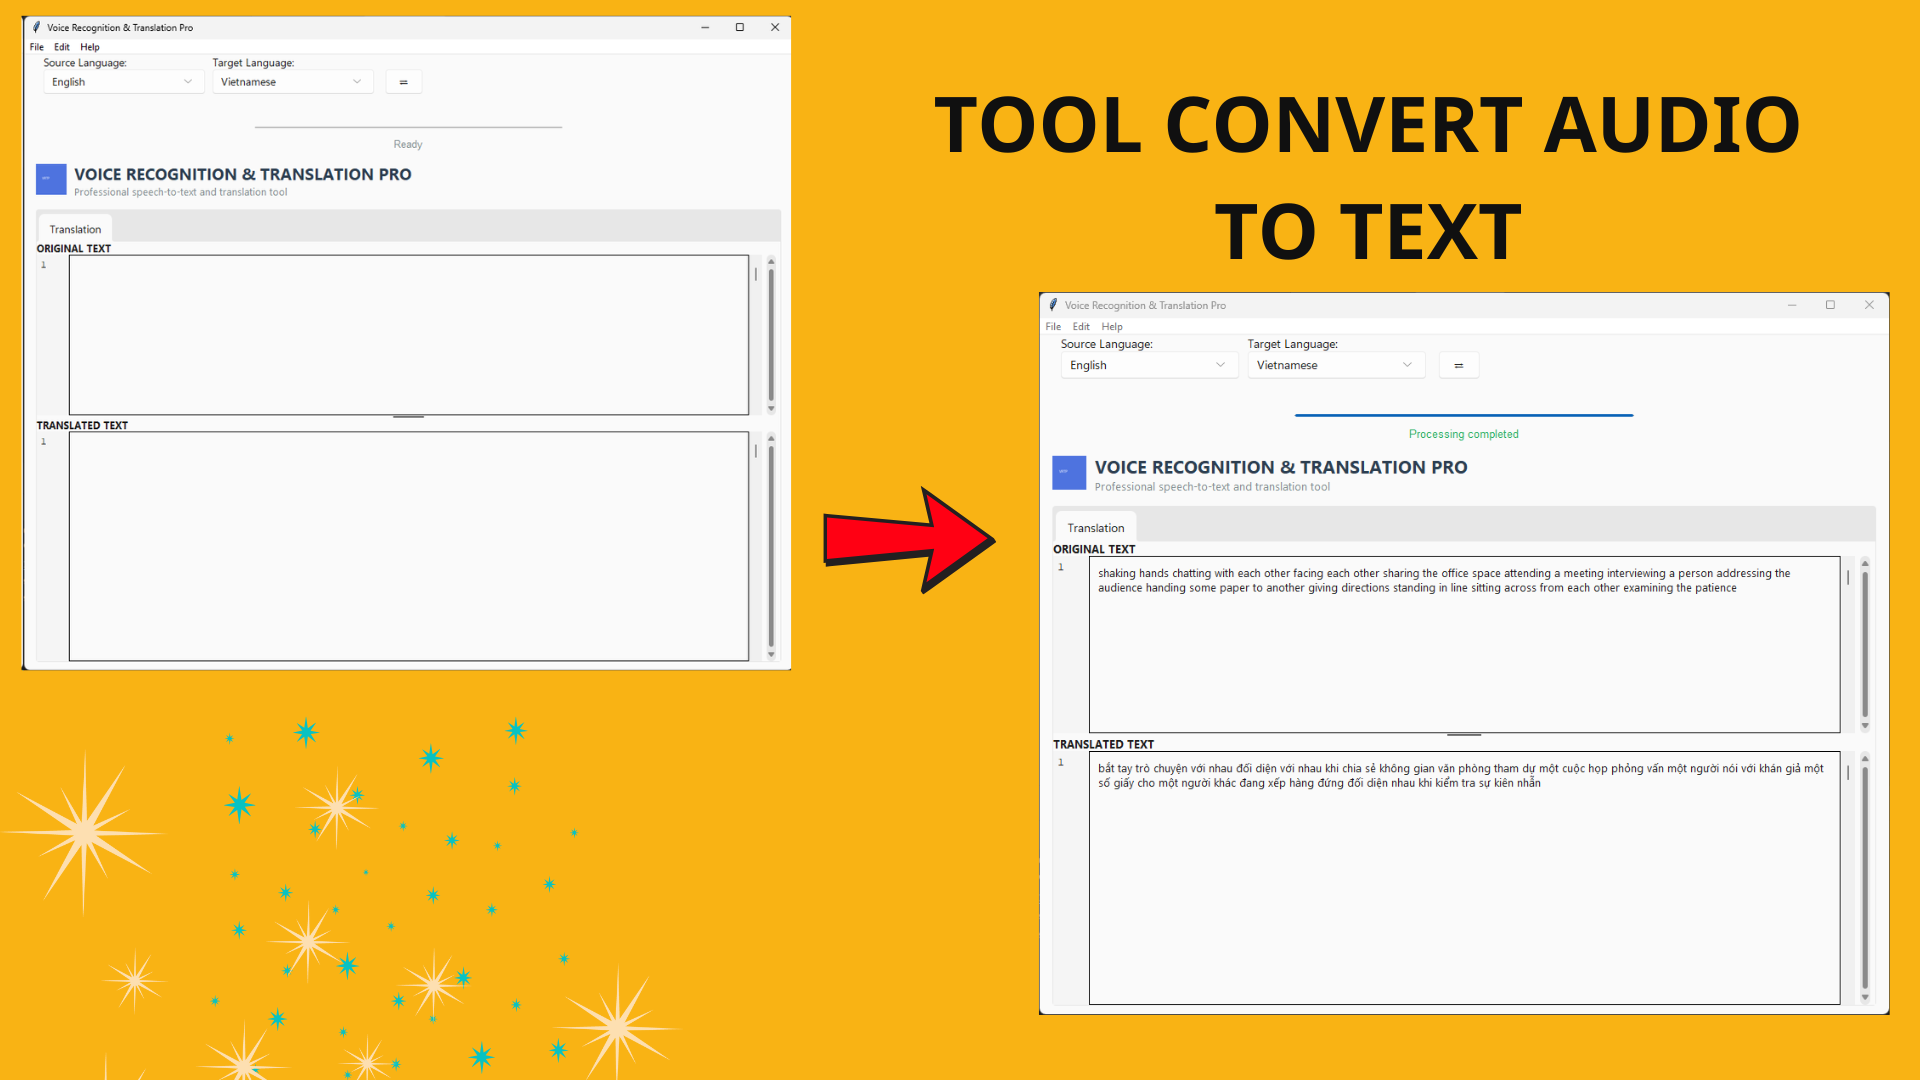 Voice Recognition & Translation Pro
File Edit Help
Source Language: Target Language:
English Vietnamese
Ready
VOICE RECOGNITION & TRANSLATION PRO
Professional speech-to-text and translation tool
Translation
ORIGINAL TEXT
1
TRANSLATED TEXT
1
TOOL CONVERT AUDIO
TO TEXT
Voice Recognition & Translation Pro
File Edit Help
Source Language: Target Language:
English Vietnamese
Processing completed
VOICE RECOGNITION & TRANSLATION PRO
Professional speech-to-text and translation tool
Translation
ORIGINAL TEXT
1
shaking hands chatting with each other facing each other sharing the office space attending a meeting interviewing a person addressing the
audience handing some paper to another giving directions standing in line sitting across from each other examining the patience
TRANSLATED TEXT
1
bắt tay trò chuyện với nhau đối diện với nhau khi chia sẻ không gian văn phòng tham dự một cuộc họp phỏng vấn một người nói với khán giả một
số giấy cho một người khác đang xếp hàng đứng đối diện nhau khi kiểm tra sự kiên nhẫn